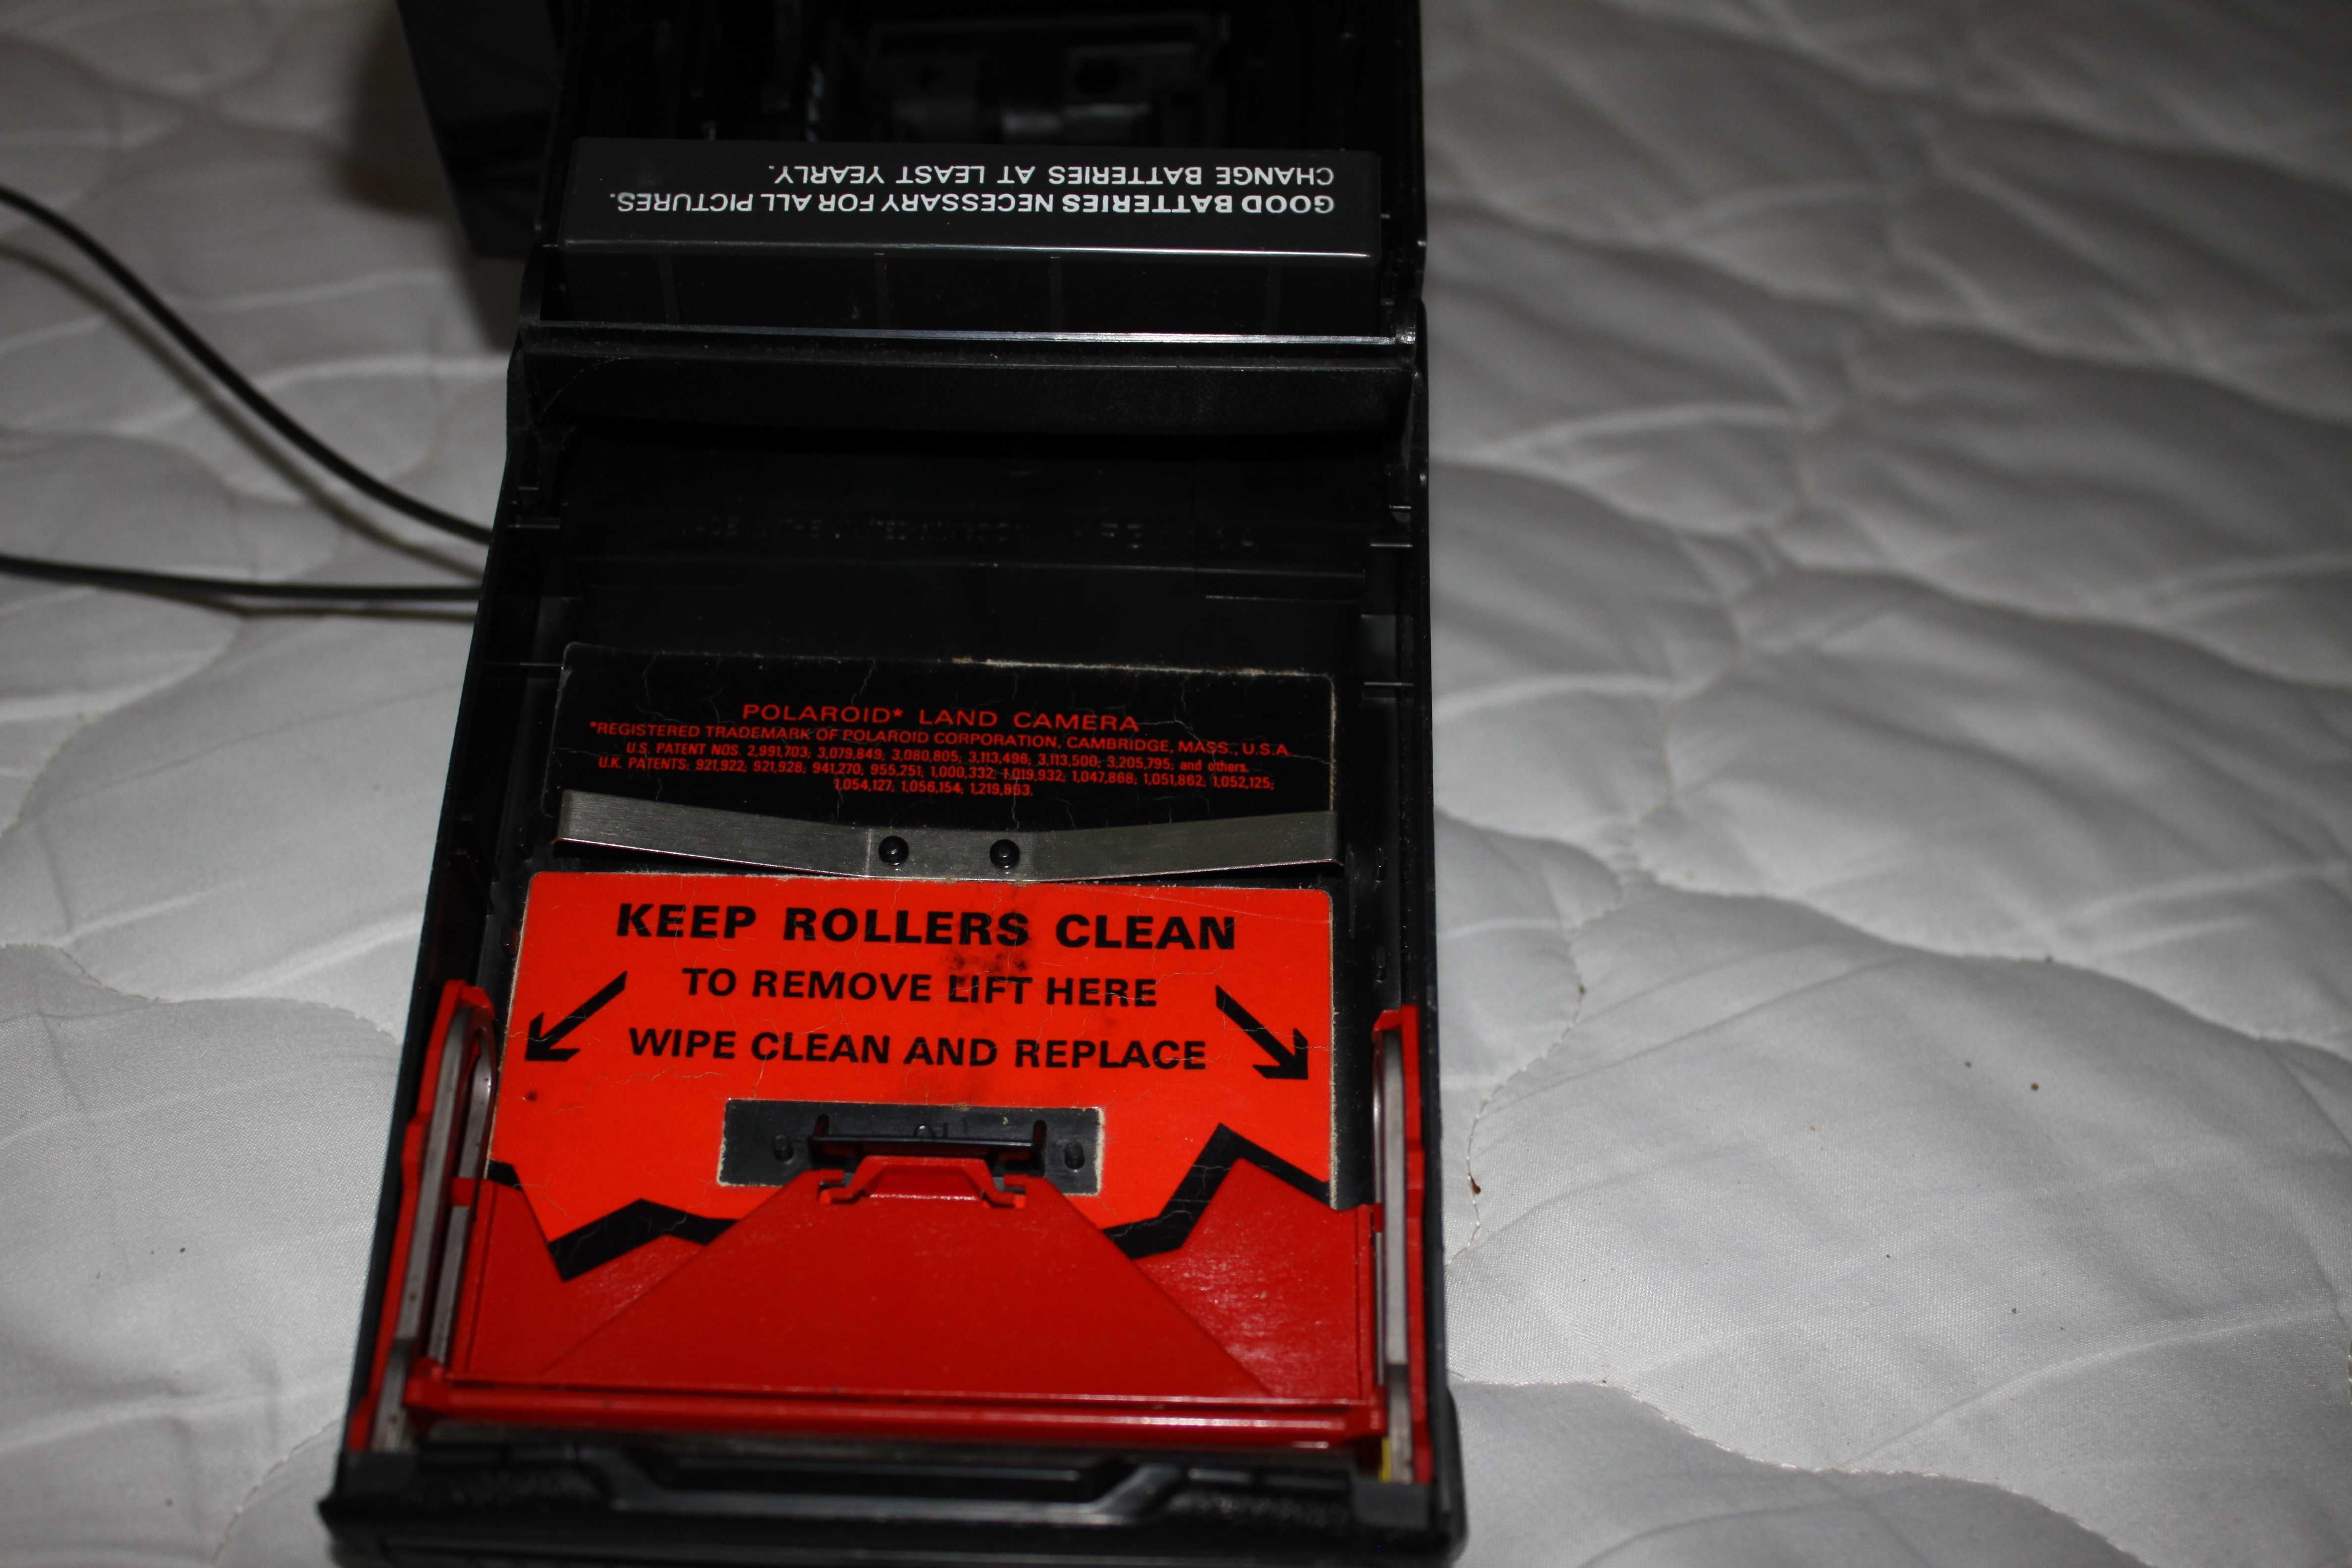 GOOD BATTERIES NECESSARY FOR ALL PICTURES.
CHANGE BATTERIES AT LEAST YEARLY.
POLAROID* LAND CAMERA
*REGISTERED TRADEMARK OF POLAROID CORPORATION, CAMBRIDGE, MASS., U.S.A.
U.S. PATENT NOS. 2,991,703; 3,079,849; 3,080,805; 3,113,496; 3,113,500; 3,205,795; and others.
U.K. PATENTS: 921,922; 921,928; 941,270; 955,251; 1,000,332; 1,019,932; 1,047,868; 1,051,862; 1,052,125;
1,054,127; 1,056,154; 1,219,893.
KEEP ROLLERS CLEAN
TO REMOVE LIFT HERE
WIPE CLEAN AND REPLACE